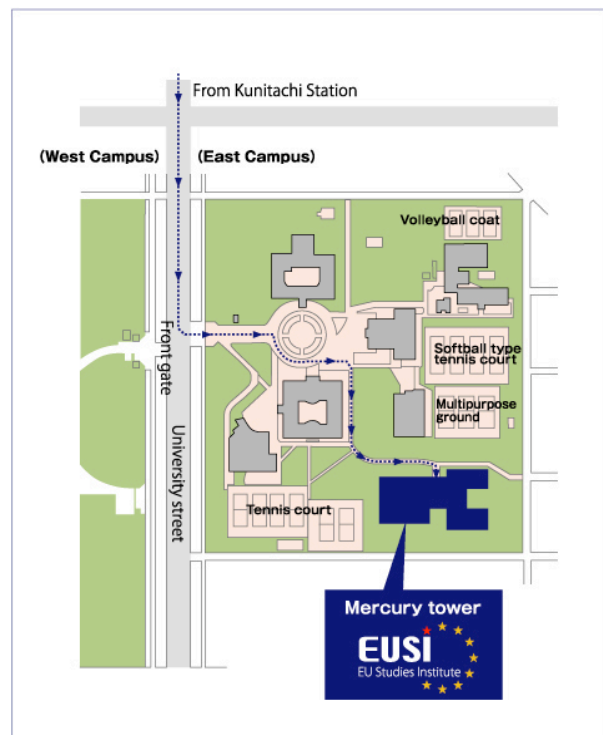 From Kunitachi Station
(West Campus)
(East Campus)
Volleyball coat
Front gate
Softball type
tennis court
Multipurpose
ground
University street
Tennis court
Mercury tower
EUSI
EU Studies Institute